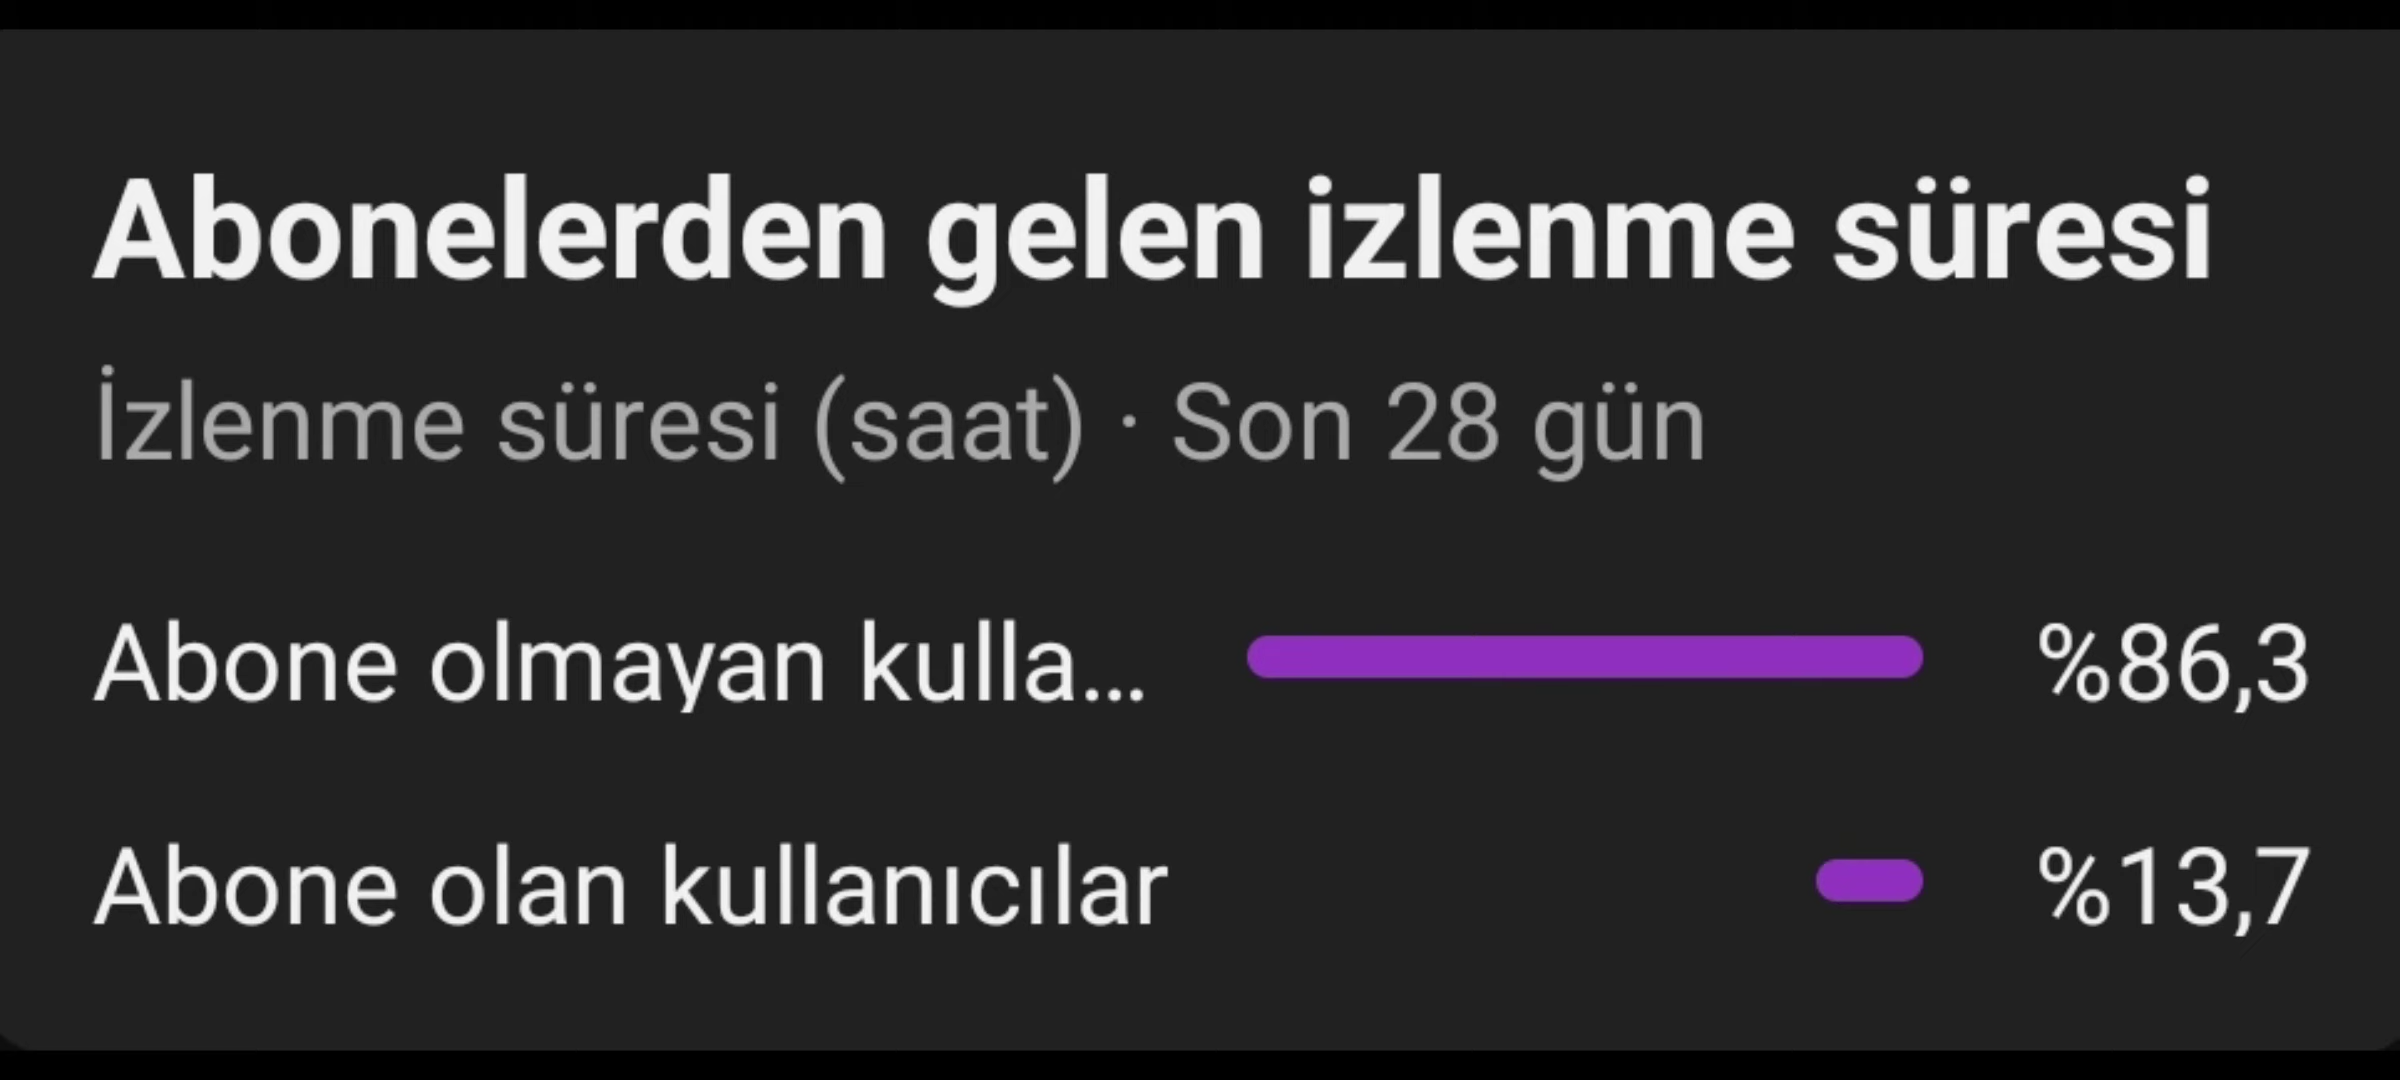 Abonelerden gelen izlenme süresi
İzlenme süresi (saat) · Son 28 gün
Abone olmayan kulla... %86,3
Abone olan kullanıcılar %13,7